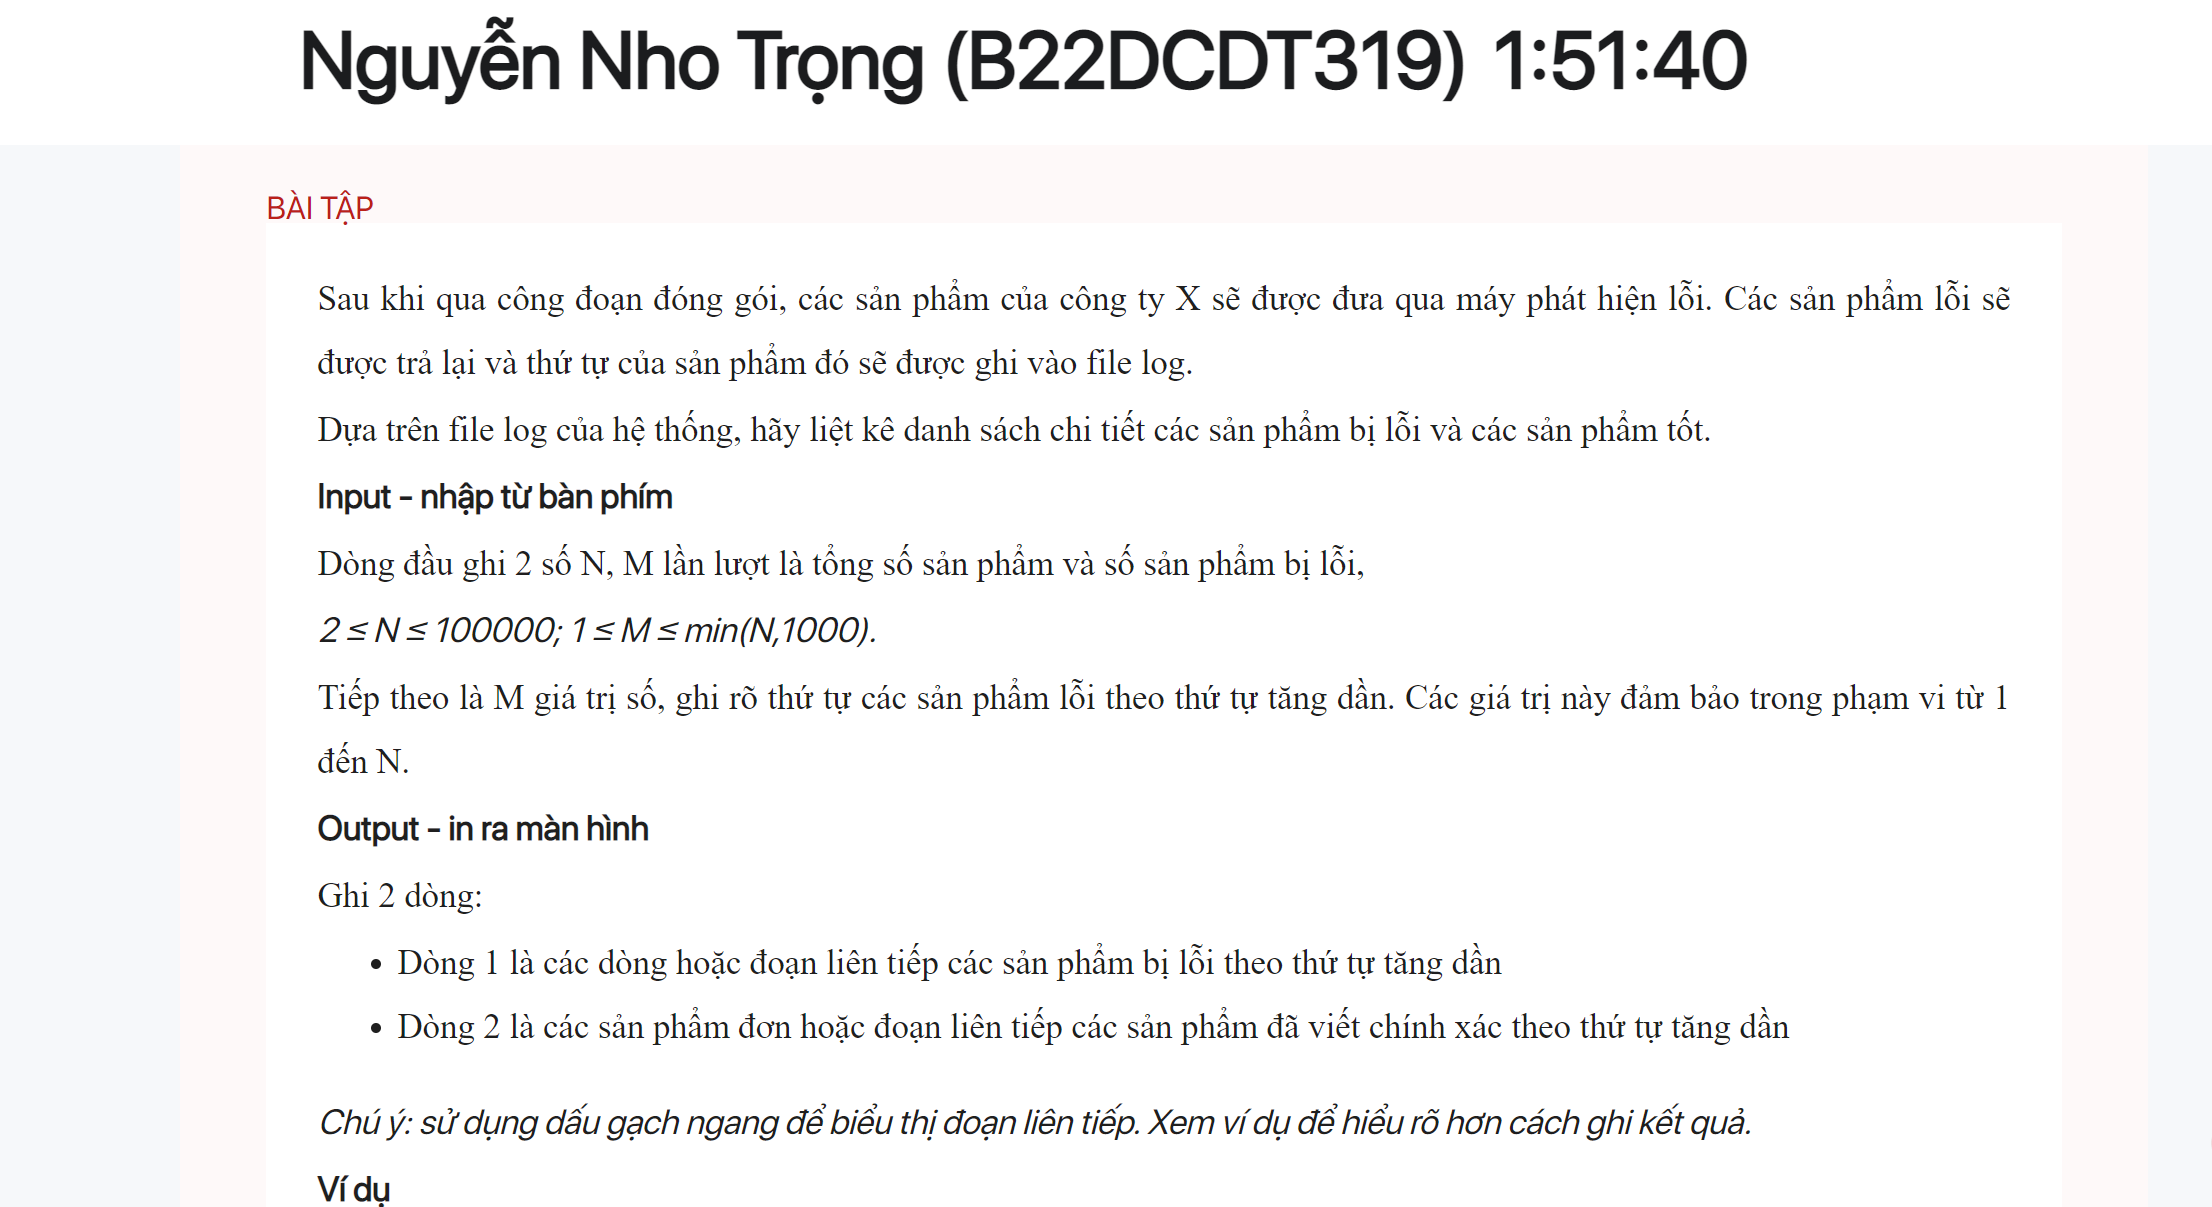 Nguyễn Nho Trọng (B22DCDT319) 1:51:40
BÀI TẬP
Sau khi qua công đoạn đóng gói, các sản phẩm của công ty X sẽ được đưa qua máy phát hiện lỗi. Các sản phẩm lỗi sẽ
được trả lại và thứ tự của sản phẩm đó sẽ được ghi vào file log.
Dựa trên file log của hệ thống, hãy liệt kê danh sách chi tiết các sản phẩm bị lỗi và các sản phẩm tốt.
Input - nhập từ bàn phím
Dòng đầu ghi 2 số N, M lần lượt là tổng số sản phẩm và số sản phẩm bị lỗi,
2 ≤ N ≤ 100000; 1 ≤ M ≤ min(N,1000).
Tiếp theo là M giá trị số, ghi rõ thứ tự các sản phẩm lỗi theo thứ tự tăng dần. Các giá trị này đảm bảo trong phạm vi từ 1
đến N.
Output - in ra màn hình
Ghi 2 dòng:
• Dòng 1 là các dòng hoặc đoạn liên tiếp các sản phẩm bị lỗi theo thứ tự tăng dần
• Dòng 2 là các sản phẩm đơn hoặc đoạn liên tiếp các sản phẩm đã viết chính xác theo thứ tự tăng dần
Chú ý: sử dụng dấu gạch ngang để biểu thị đoạn liên tiếp. Xem ví dụ để hiểu rõ hơn cách ghi kết quả.
Ví dụ